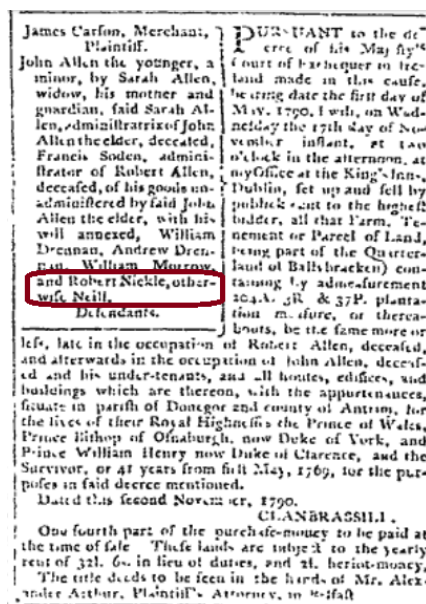 James Carson, Merchant,
Plaintiff.
John Allen the younger, a
minor, by Sarah Allen,
widow, his mother and
guardian, said Sarah Al-
len, administratrix of John
Allen the elder, deceased,
Francis Soden, admini-
strator of Robert Allen,
deceased, of his goods un-
administered by said John
Allen the elder, with his
will annexed, William
Drennan, Andrew Dren-
nan, William Morrow,
and Robert Nickle, other-
wise Neill,
Defendants.
PURSUANT to the de-
cree of his Majesty's
Court of Exchequer in Ire-
land made in this cause,
bearing date the first day of
May, 1790, I will, on Wed-
nesday the 17th day of No-
vember instant, at two
o'clock in the afternoon, at
my Office at the King's Inns,
Dublin, set up and sell by
publick cant to the highest
bidder, all that Farm, Te-
nement or Parcel of Land,
being part of the Quarter-
land of Ballsbracken) con-
taining by admeasurement
104A. 3R & 37P. planta-
tion measure, or therea-
bouts, be the same more or
less, late in the occupation of Robert Allen, deceased,
and afterwards in the occupation of John Allen, deceas-
ed and his under-tenants, and all houses, edifices, and
buildings which are thereon, with the appurtenances,
situate in parish of Donegor and county of Antrim, for
the lives of their Royal Highnesses the Prince of Wales,
Prince Bishop of Osnaburgh, now Duke of York, and
Prince William Henry now Duke of Clarence, and the
Survivor, or 41 years from first May, 1769, for the pur-
poses in said decree mentioned.
Dated this second November, 1790.
CLANBRASSILL.
One fourth part of the purchase-money to be paid at
the time of sale These lands are subject to the yearly
rent of 32l. 6s. in lieu of duties, and 2l. heriot-money.
The title deeds to be seen in the hands of Mr. Alex-
ander Arthur, Plaintiff's Attorney, in Belfast